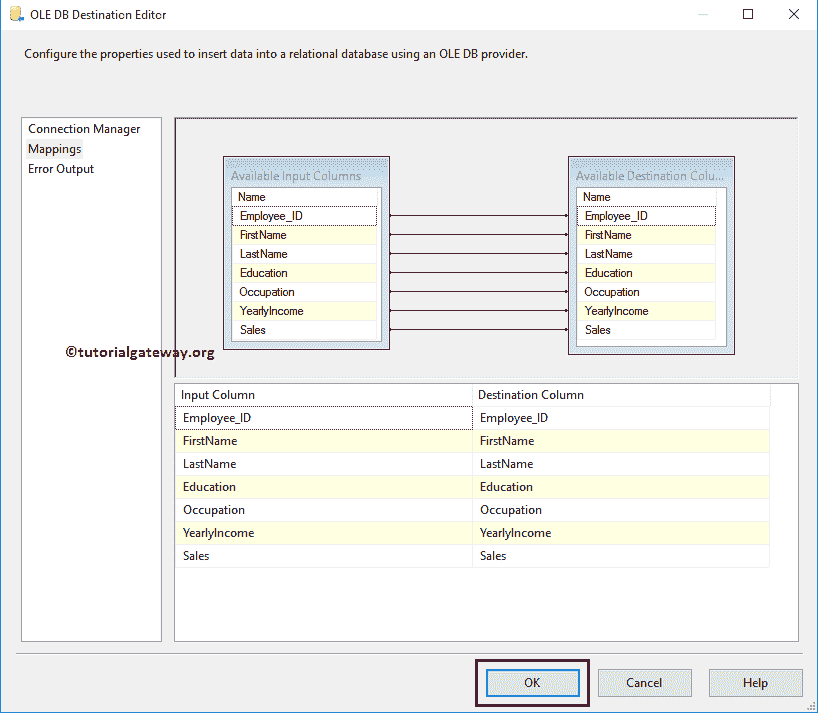 OLE DB Destination Editor
Configure the properties used to insert data into a relational database using an OLE DB provider.
Connection Manager
Mappings
Error Output
Available Input Columns
Name
Employee_ID
FirstName
LastName
Education
Occupation
YearlyIncome
Sales
Available Destination Colu...
Name
Employee_ID
FirstName
LastName
Education
Occupation
YearlyIncome
Sales
©tutorialgateway.org
Input Column Destination Column
Employee_ID Employee_ID
FirstName FirstName
LastName LastName
Education Education
Occupation Occupation
YearlyIncome YearlyIncome
Sales Sales
OK Cancel Help